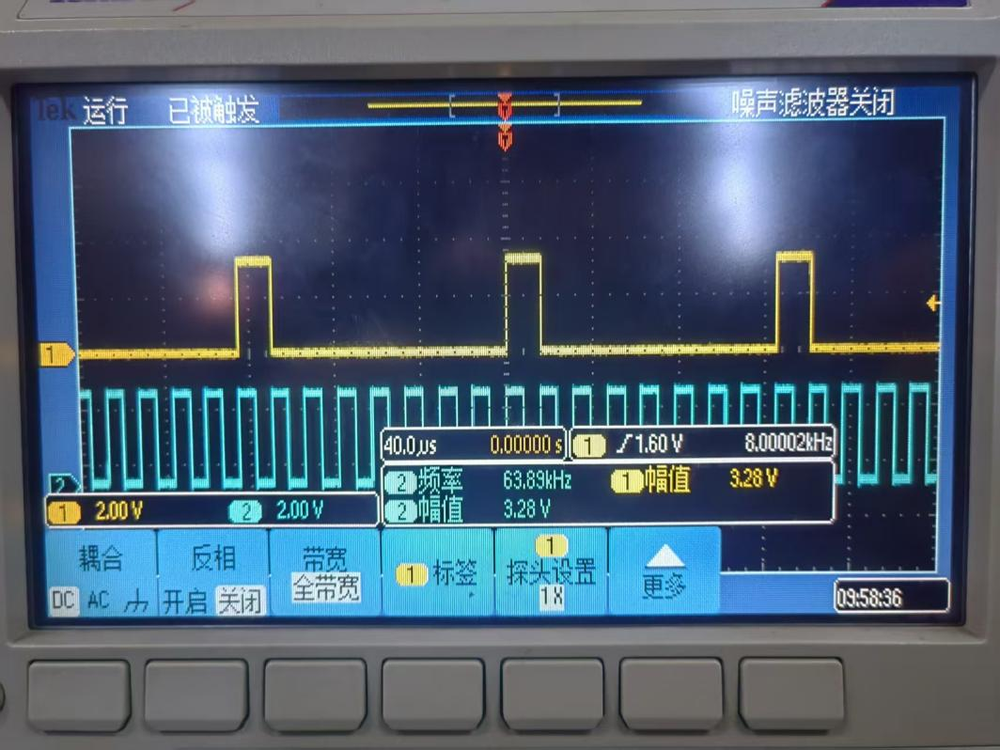 Tek 运行 已被触发 噪声滤波器关闭
1
2
40.0µs 0.00000 s 1 1.60 V 8.00002kHz
2 频率 63.89kHz 1 幅值 3.28 V
2 幅值 3.28 V
1 2.00 V 2 2.00 V
耦合 反相 带宽 1 标签 1 更多
全带宽 探头设置
DC AC 开启 关闭 1X
09:58:36